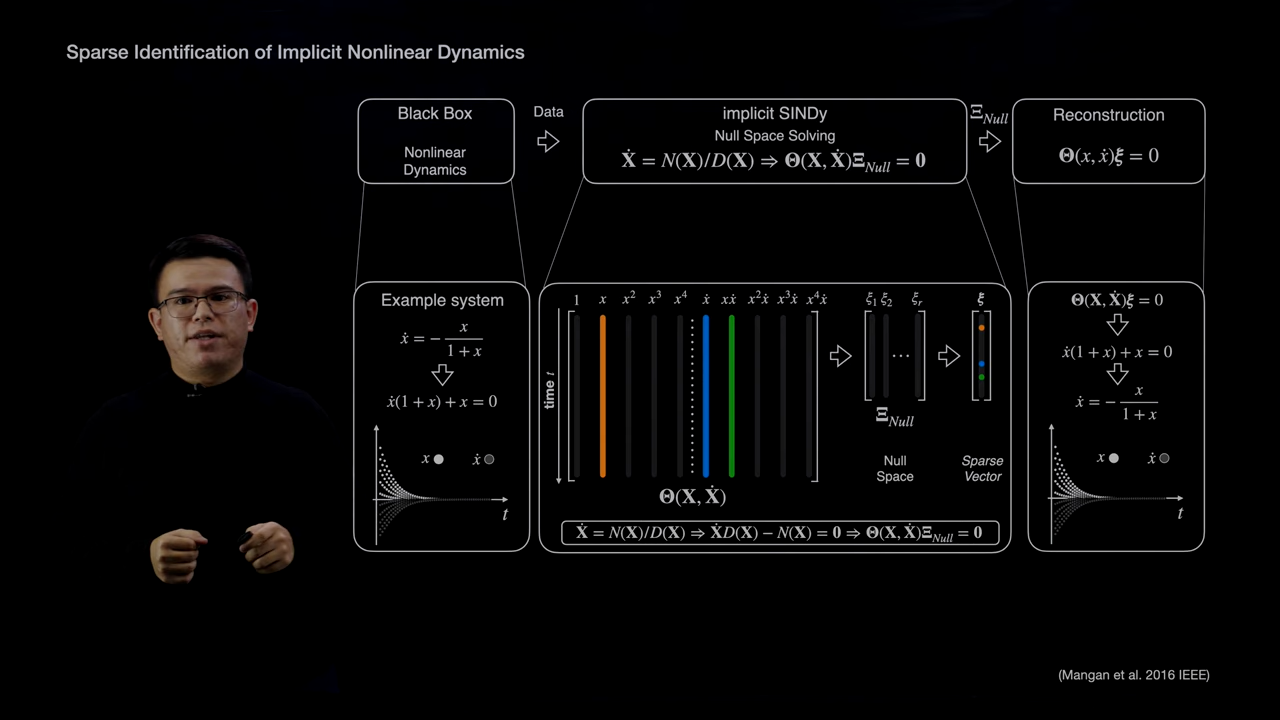 Sparse Identification of Implicit Nonlinear Dynamics
Black Box
Nonlinear
Dynamics
Data
implicit SINDy
Null Space Solving
Ẋ = N(X)/D(X) ⇒ Θ(X, Ẋ)Ξ_Null = 0
Ξ_Null
Reconstruction
Θ(x, ẋ)ξ = 0
Example system
ẋ = − x / (1 + x)
ẋ(1 + x) + x = 0
x ẋ
t
1 x x² x³ x⁴ ẋ xẋ x²ẋ x³ẋ x⁴ẋ
time t
Θ(X, Ẋ)
ξ₁ ξ₂ ξᵣ
…
Ξ_Null
Null
Space
ξ
Sparse
Vector
Ẋ = N(X)/D(X) ⇒ ẊD(X) − N(X) = 0 ⇒ Θ(X, Ẋ)Ξ_Null = 0
Θ(X, Ẋ)ξ = 0
ẋ(1 + x) + x = 0
ẋ = − x / (1 + x)
x ẋ
t
(Mangan et al. 2016 IEEE)